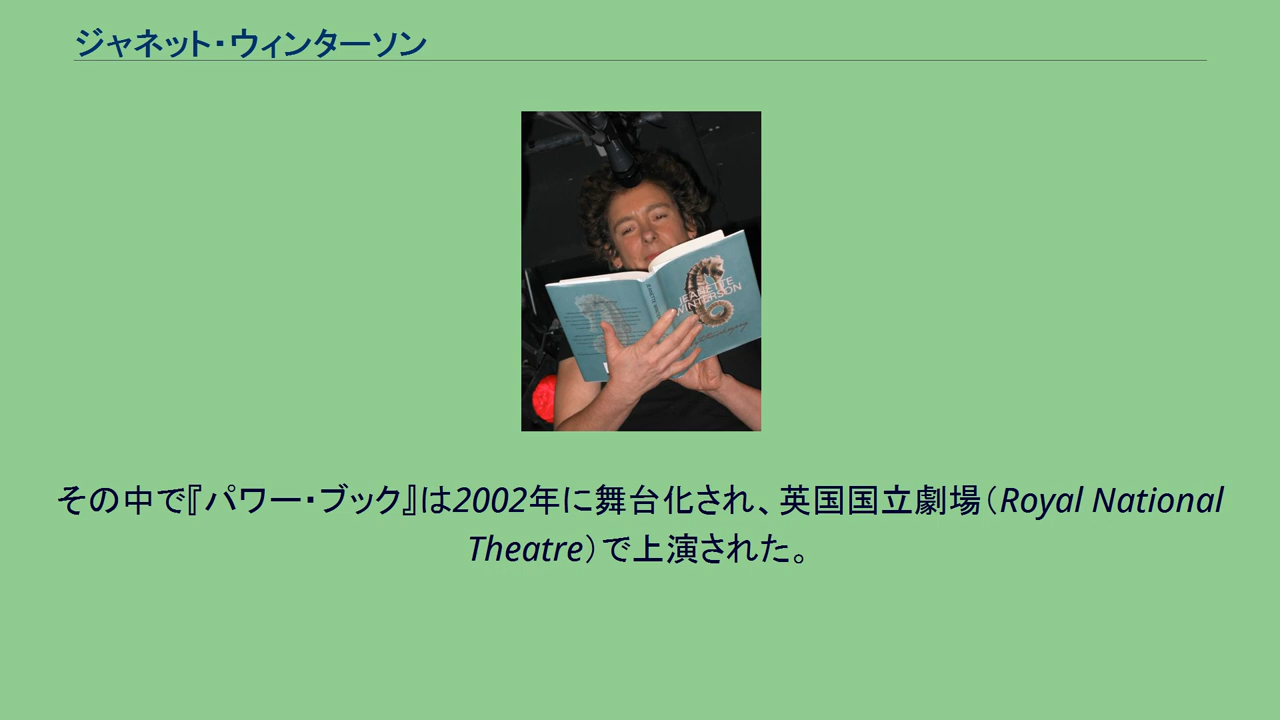 ジャネット・ウィンターソン
JEANETTE
WINTERSON
その中で『パワー・ブック』は2002年に舞台化され、英国国立劇場（Royal National
Theatre）で上演された。